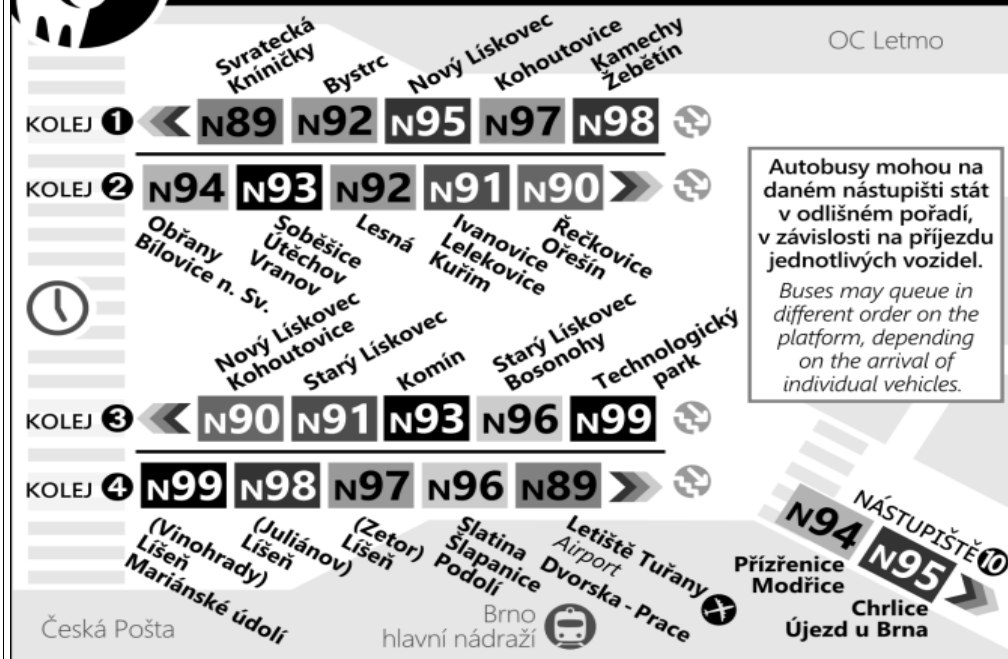 OC Letmo
Svratecká
Kníničky
Bystrc
Nový Lískovec
Kohoutovice
Kamechy
Žebětín
KOLEJ 1 N89 N92 N95 N97 N98
KOLEJ 2 N94 N93 N92 N91 N90
Obřany
Bílovice n. Sv.
Soběšice
Útěchov
Vranov
Lesná
Ivanovice
Lelekovice
Kuřim
Řečkovice
Ořešín
Autobusy mohou na
daném nástupišti stát
v odlišném pořadí,
v závislosti na příjezdu
jednotlivých vozidel.
Buses may queue in
different order on the
platform, depending
on the arrival of
individual vehicles.
Nový Lískovec
Kohoutovice
Starý Lískovec
Komín
Starý Lískovec
Bosonohy
Technologický
park
KOLEJ 3 N90 N91 N93 N96 N99
KOLEJ 4 N99 N98 N97 N96 N89
(Vinohrady)
Líšeň
Mariánské údolí
(Juliánov)
Líšeň
(Zetor)
Líšeň
Slatina
Šlapanice
Podolí
Letiště Tuřany
Airport
Dvorska - Prace
NÁSTUPIŠTĚ 10
N94 N95
Přízřenice
Modřice
Chrlice
Újezd u Brna
Česká Pošta
Brno
hlavní nádraží